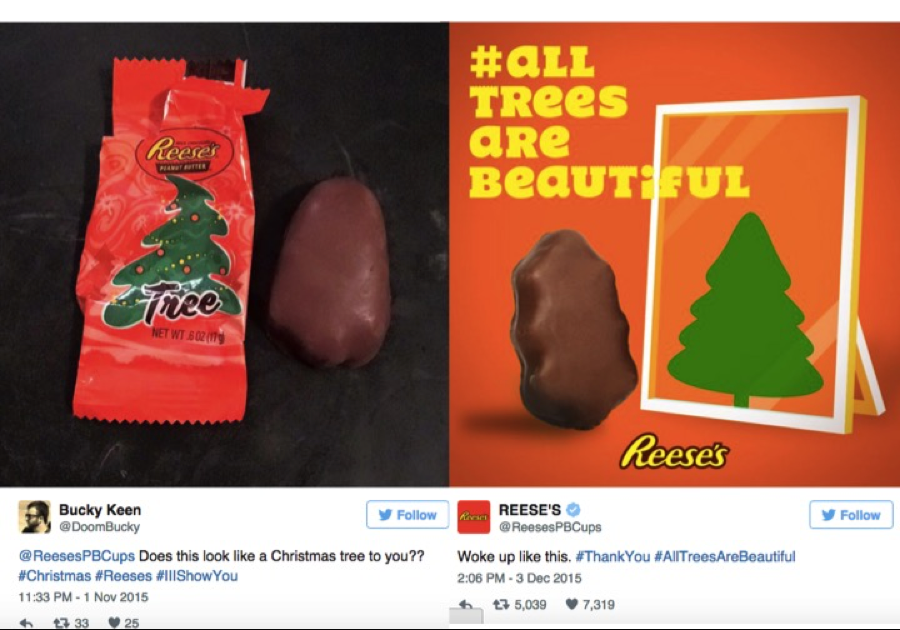 Reese's
PEANUT BUTTER
Tree
NET WT .6 OZ (17g)
#all
TRees
aRe
BeauTiFUL
Reese's
Bucky Keen
@DoomBucky
Follow
@ReesesPBCups Does this look like a Christmas tree to you??
#Christmas #Reeses #IIIShowYou
11:33 PM - 1 Nov 2015
33 25
Reese's
REESE'S
@ReesesPBCups
Follow
Woke up like this. #ThankYou #AllTreesAreBeautiful
2:06 PM - 3 Dec 2015
5,039 7,319